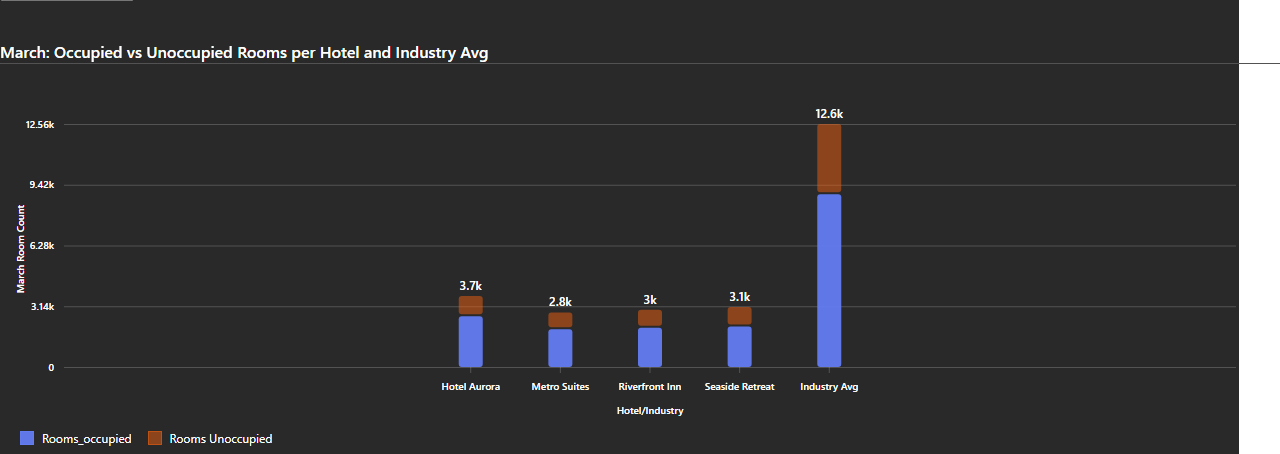 March: Occupied vs Unoccupied Rooms per Hotel and Industry Avg
12.6k
12.56k
9.42k
6.28k
3.14k
0
March Room Count
3.7k
2.8k
3k
3.1k
Hotel Aurora
Metro Suites
Riverfront Inn
Seaside Retreat
Industry Avg
Hotel/Industry
Rooms_occupied
Rooms Unoccupied